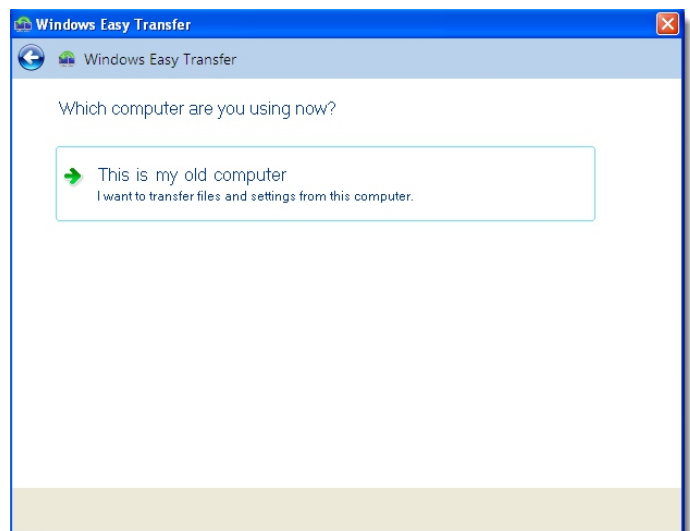 Windows Easy Transfer
Windows Easy Transfer
Which computer are you using now?
This is my old computer
I want to transfer files and settings from this computer.